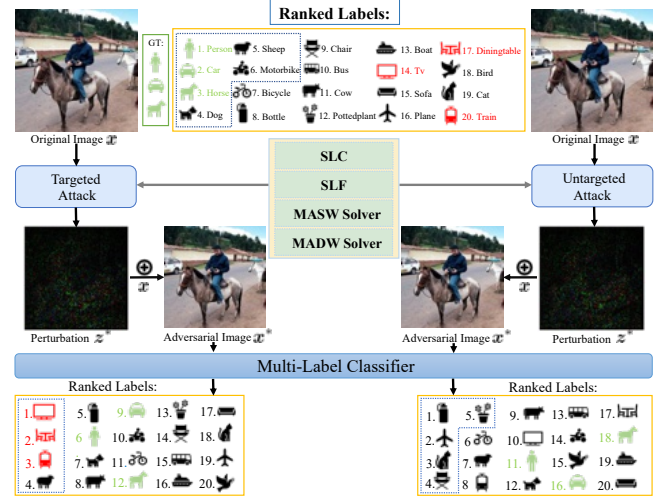 Ranked Labels:
GT:
1. Person
2. Car
3. Horse
4. Dog
5. Sheep
6. Motorbike
7. Bicycle
8. Bottle
9. Chair
10. Bus
11. Cow
12. Pottedplant
13. Boat
14. Tv
15. Sofa
16. Plane
17. Diningtable
18. Bird
19. Cat
20. Train
Original Image x
Original Image x
Targeted
Attack
SLC
SLF
MASW Solver
MADW Solver
Untargeted
Attack
⊕
x
⊕
x
Perturbation z*
Adversarial Image x*
Adversarial Image x*
Perturbation z*
Multi-Label Classifier
Ranked Labels:
1.
2.
3.
4.
5.
6
7.
8.
9.
10.
11.
12.
13.
14.
15.
16.
17.
18.
19.
20.
Ranked Labels:
1.
2.
3.
4.
5.
6
7.
8
9.
10.
11.
12.
13.
14.
15.
16.
17.
18.
19.
20.